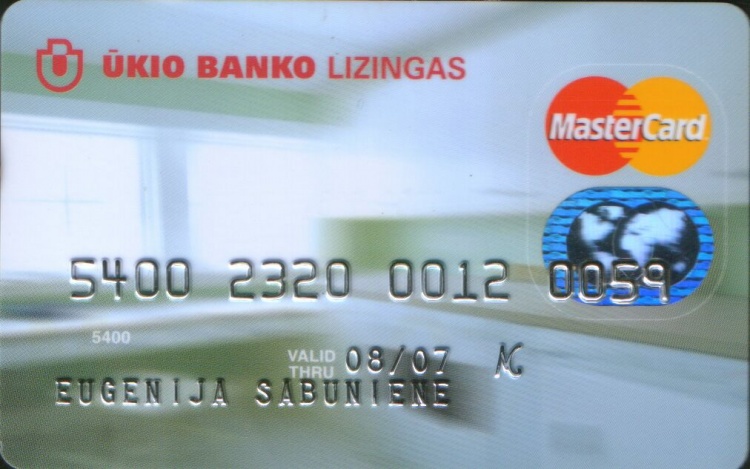 ŪKIO BANKO LIZINGAS
MasterCard
5400 2320 0012 0059
5400
VALID THRU 08/07 MC
EUGENIJA SABUNIENE